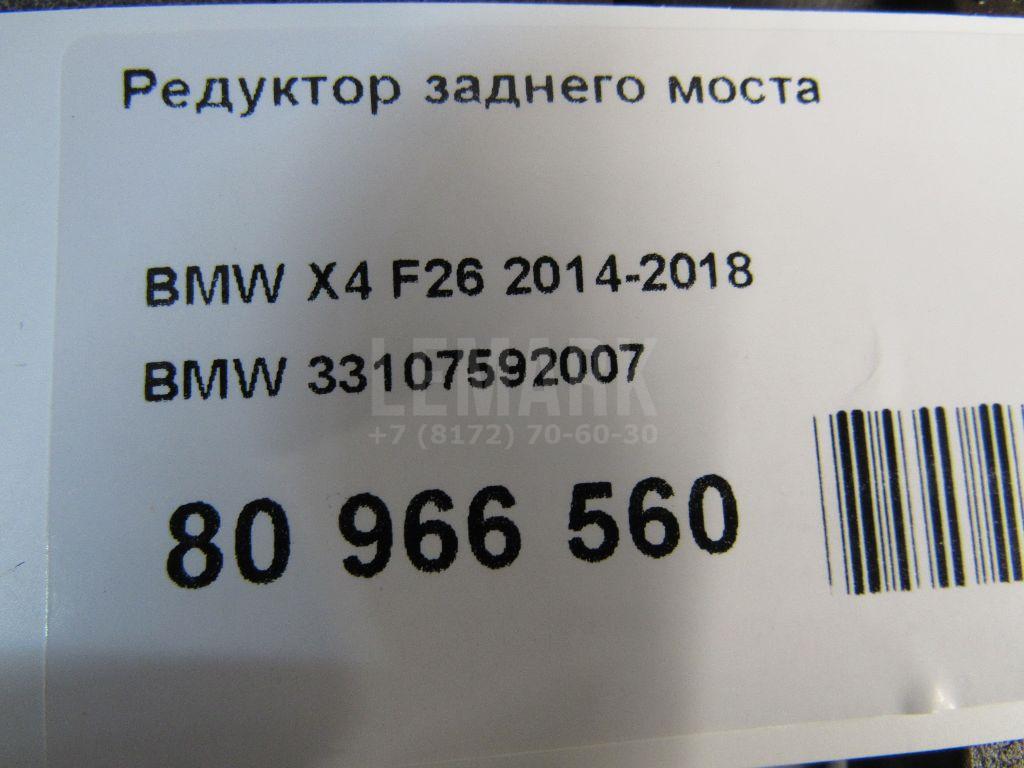 Редуктор заднего моста
BMW X4 F26 2014-2018
BMW 33107592007
LEMARK
+7 (8172) 70-60-30
80 966 560